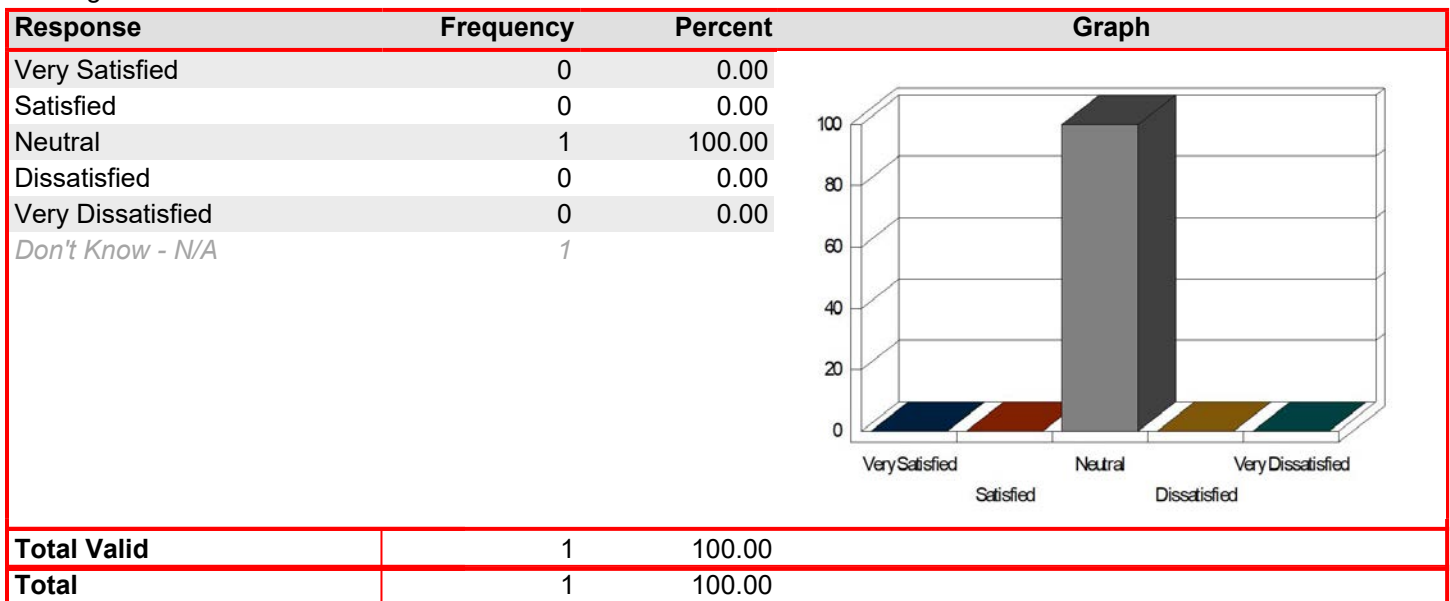 Response Frequency Percent Graph
Very Satisfied 0 0.00
Satisfied 0 0.00
Neutral 1 100.00
Dissatisfied 0 0.00
Very Dissatisfied 0 0.00
Don't Know - N/A 1
100
80
60
40
20
0
Very Satisfied Neutral Very Dissatisfied
Satisfied Dissatisfied
Total Valid 1 100.00
Total 1 100.00